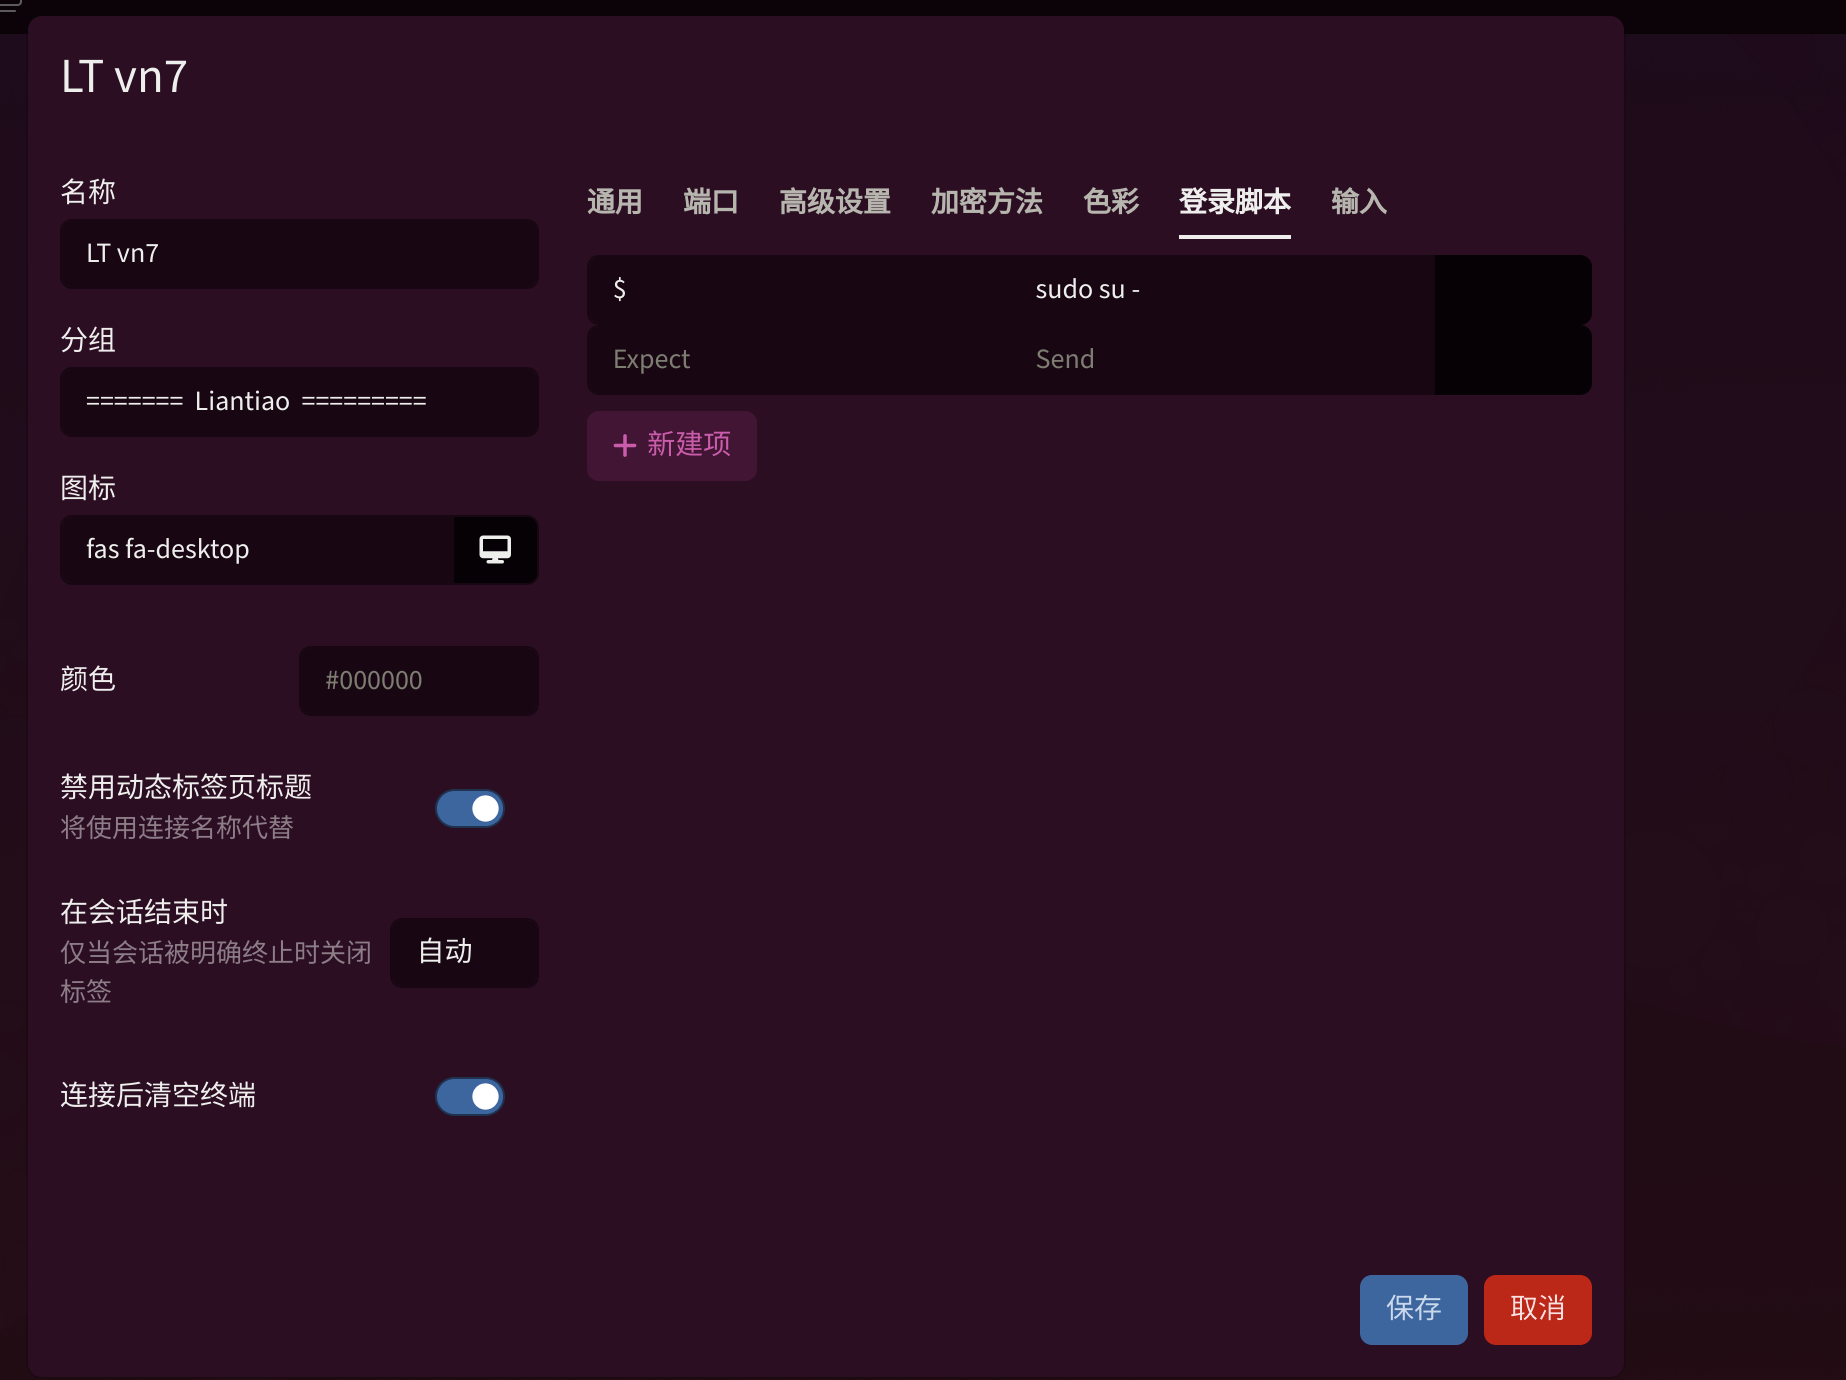 LT vn7
名称
LT vn7
分组
======= Liantiao =========
图标
fas fa-desktop
颜色
#000000
禁用动态标签页标题
将使用连接名称代替
在会话结束时
仅当会话被明确终止时关闭
标签
自动
连接后清空终端
通用 端口 高级设置 加密方法 色彩 登录脚本 输入
$ sudo su -
Expect Send
+ 新建项
保存 取消